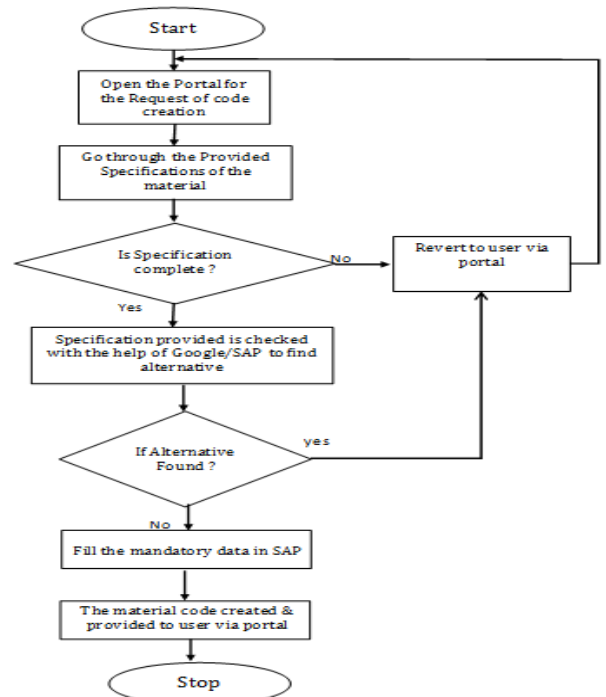 Start
Open the Portal for
the Request of code
creation
Go through the Provided
Specifications of the
material
Is Specification
complete ?
No
Revert to user via
portal
Yes
Specification provided is checked
with the help of Google/SAP to find
alternative
If Alternative
Found ?
yes
No
Fill the mandatory data in SAP
The material code created &
provided to user via portal
Stop